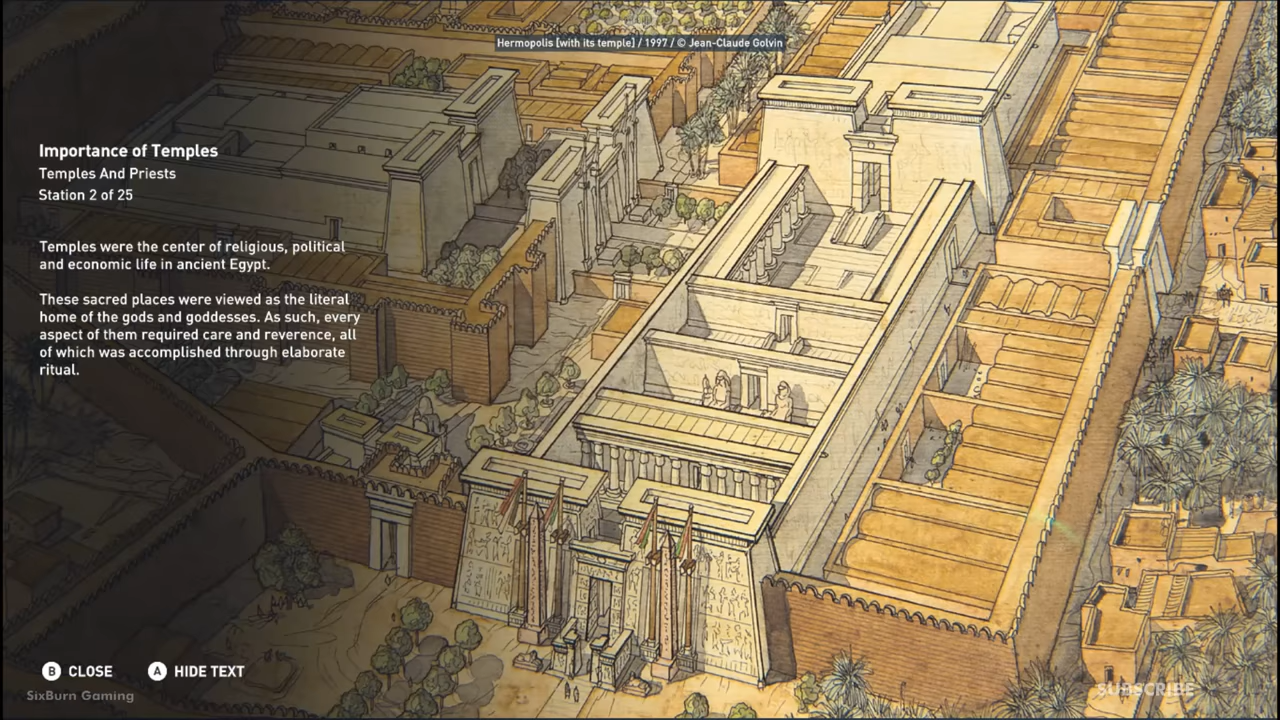 Hermopolis [with its temple] / 1997 / © Jean-Claude Golvin
Importance of Temples
Temples And Priests
Station 2 of 25
Temples were the center of religious, political
and economic life in ancient Egypt.
These sacred places were viewed as the literal
home of the gods and goddesses. As such, every
aspect of them required care and reverence, all
of which was accomplished through elaborate
ritual.
B CLOSE A HIDE TEXT
SixBurn Gaming
SUBSCRIBE